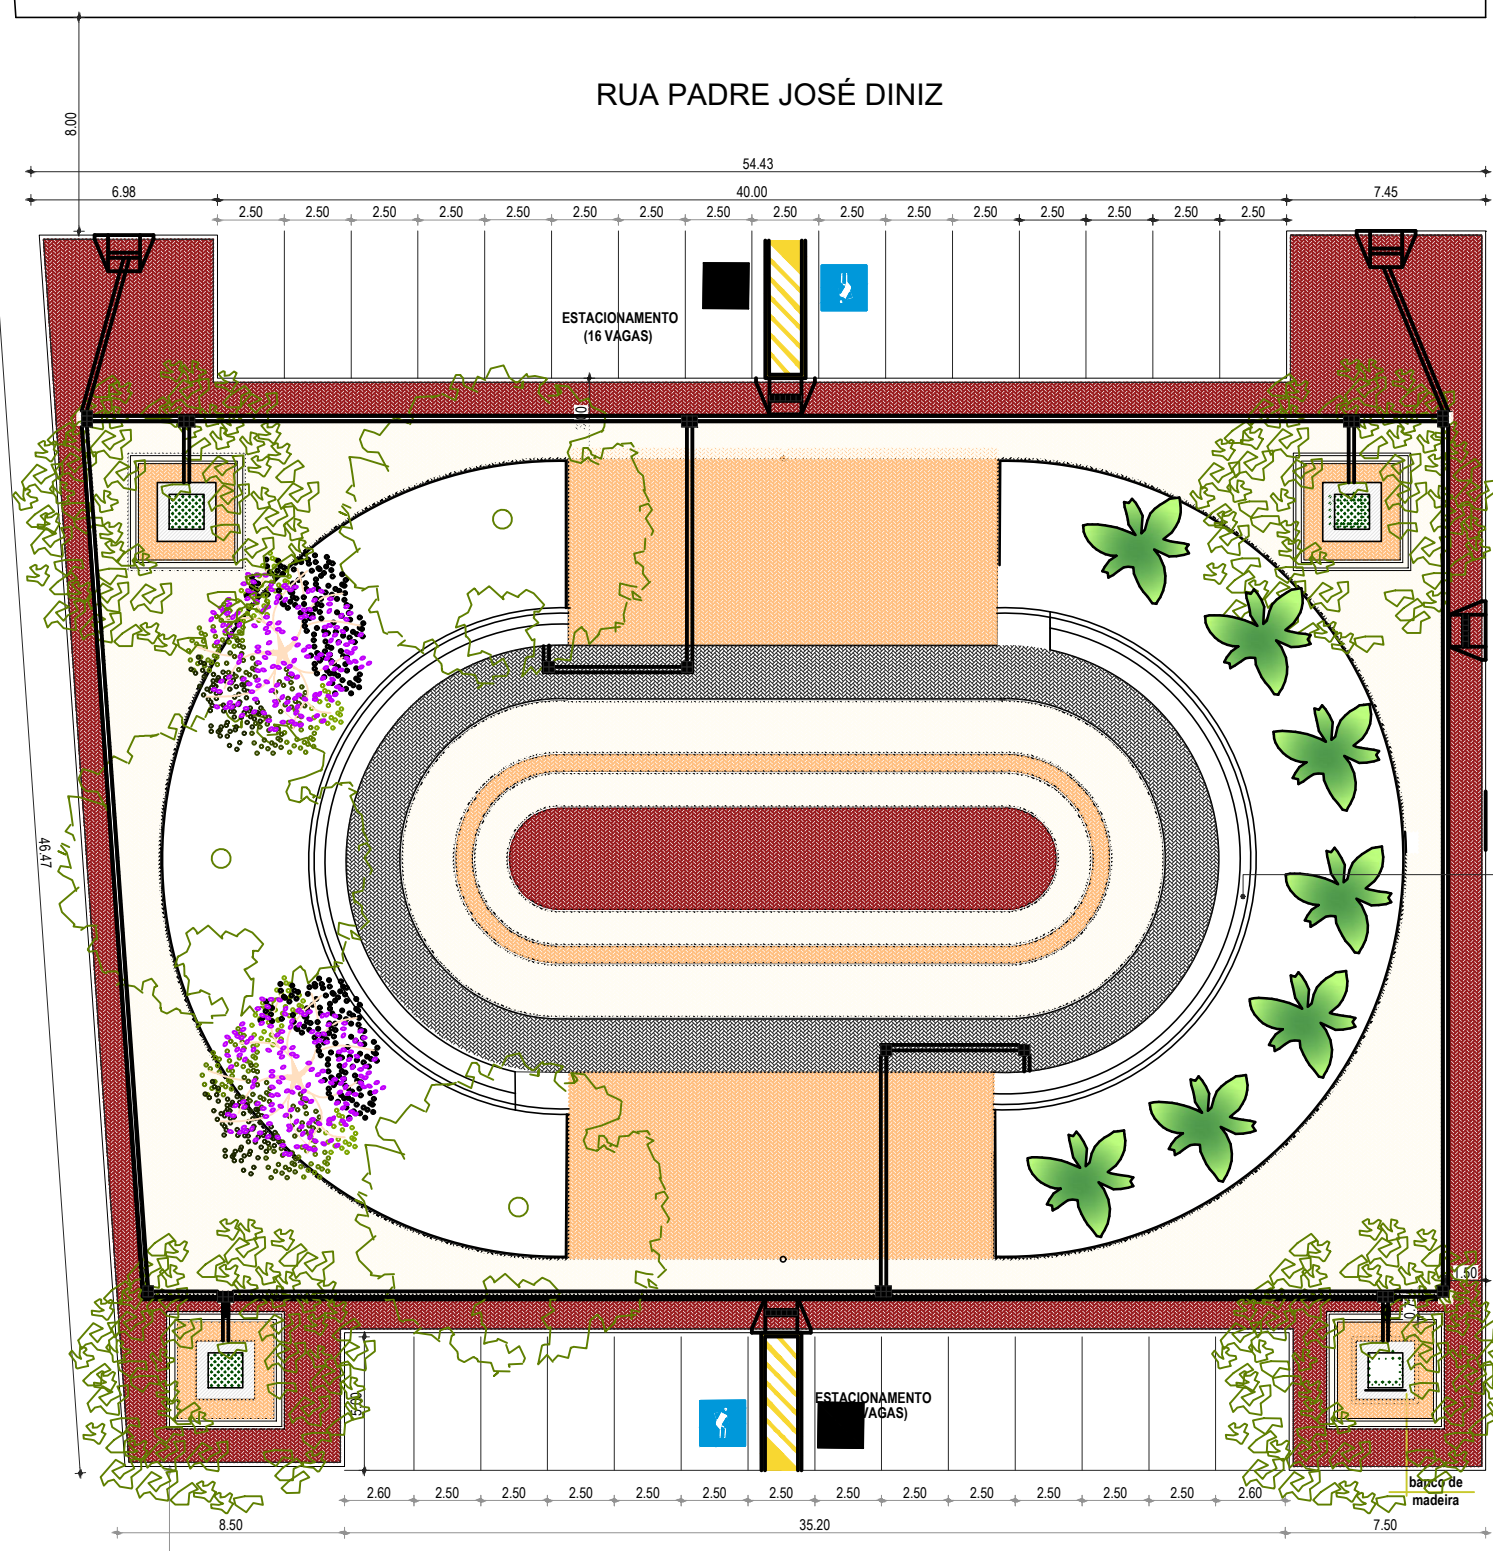 RUA PADRE JOSÉ DINIZ
8.00
54.43
6.98 40.00 7.45
2.50 2.50 2.50 2.50 2.50 2.50 2.50 2.50 2.50 2.50 2.50 2.50 2.50 2.50 2.50 2.50
ESTACIONAMENTO
(16 VAGAS)
46.47
1.50
5.00
ESTACIONAMENTO
VAGAS)
banco de
madeira
2.60 2.50 2.50 2.50 2.50 2.50 2.50 2.50 2.50 2.50 2.50 2.50 2.50 2.60
8.50 35.20 7.50